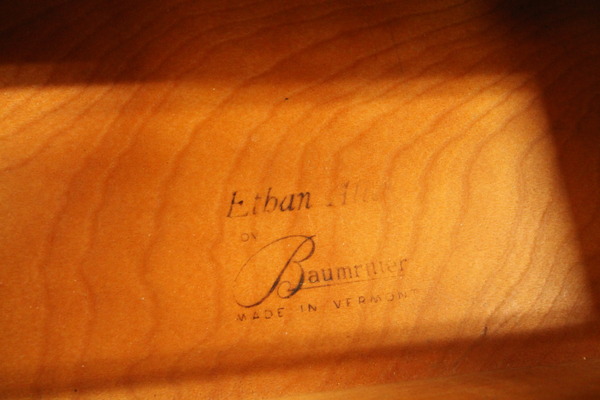 Ethan
BY
Baumritter
MADE IN VERMONT